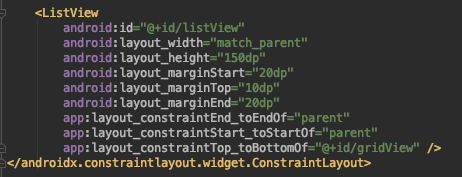 <ListView
android:id="@+id/listView"
android:layout_width="match_parent"
android:layout_height="150dp"
android:layout_marginStart="20dp"
android:layout_marginTop="10dp"
android:layout_marginEnd="20dp"
app:layout_constraintEnd_toEndOf="parent"
app:layout_constraintStart_toStartOf="parent"
app:layout_constraintTop_toBottomOf="@+id/gridView" />
</androidx.constraintlayout.widget.ConstraintLayout>